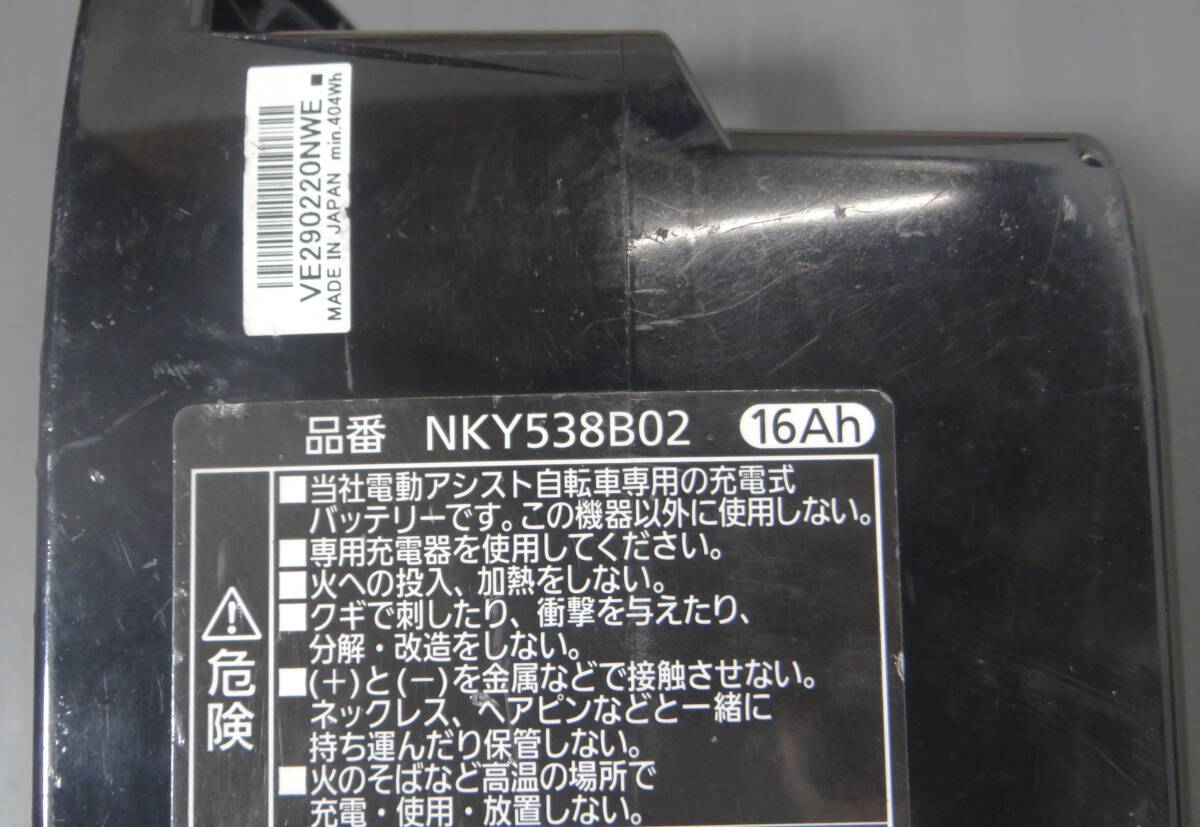 VE290220NWE
MADE IN JAPAN min.404Wh
品番 NKY538B02 16Ah
危険
■当社電動アシスト自転車専用の充電式
バッテリーです。この機器以外に使用しない。
■専用充電器を使用してください。
■火への投入、加熱をしない。
■クギで刺したり、衝撃を与えたり、
分解・改造をしない。
■(+)と(−)を金属などで接触させない。
ネックレス、ヘアピンなどと一緒に
持ち運んだり保管しない。
■火のそばなど高温の場所で
充電・使用・放置しない。